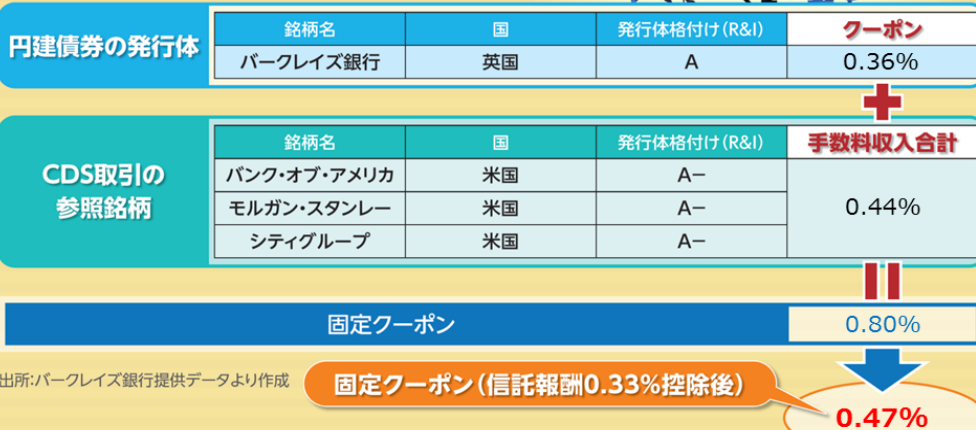 円建債券の発行体
銘柄名 国 発行体格付け(R&I) クーポン
バークレイズ銀行 英国 A 0.36%
+
CDS取引の
参照銘柄
銘柄名 国 発行体格付け(R&I) 手数料収入合計
バンク・オブ・アメリカ 米国 A－
モルガン・スタンレー 米国 A－ 0.44%
シティグループ 米国 A－
固定クーポン 0.80%
出所:バークレイズ銀行提供データより作成
固定クーポン(信託報酬0.33%控除後)
0.47%